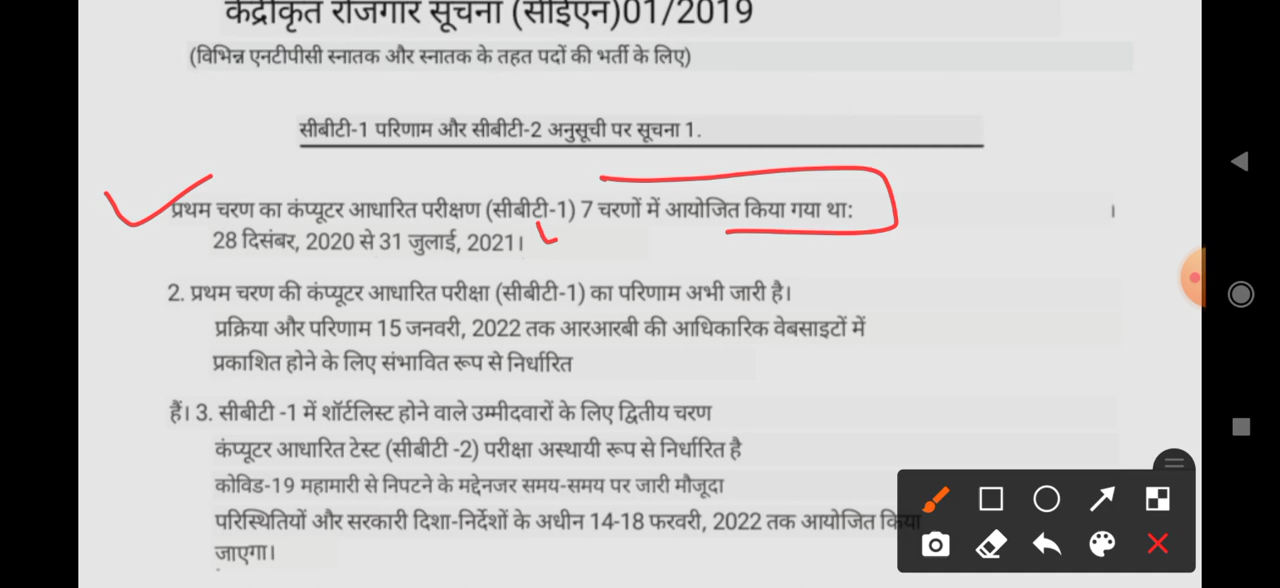 केंद्रीकृत रोजगार सूचना (सीईएन)01/2019
(विभिन्न एनटीपीसी स्नातक और स्नातक के तहत पदों की भर्ती के लिए)
सीबीटी-1 परिणाम और सीबीटी-2 अनुसूची पर सूचना 1.
प्रथम चरण का कंप्यूटर आधारित परीक्षण (सीबीटी-1) 7 चरणों में आयोजित किया गया था: ।
28 दिसंबर, 2020 से 31 जुलाई, 2021।
2. प्रथम चरण की कंप्यूटर आधारित परीक्षा (सीबीटी-1) का परिणाम अभी जारी है।
प्रक्रिया और परिणाम 15 जनवरी, 2022 तक आरआरबी की आधिकारिक वेबसाइटों में
प्रकाशित होने के लिए संभावित रूप से निर्धारित
हैं। 3. सीबीटी -1 में शॉर्टलिस्ट होने वाले उम्मीदवारों के लिए द्वितीय चरण
कंप्यूटर आधारित टेस्ट (सीबीटी -2) परीक्षा अस्थायी रूप से निर्धारित है
कोविड-19 महामारी से निपटने के मद्देनजर समय-समय पर जारी मौजूदा
परिस्थितियों और सरकारी दिशा-निर्देशों के अधीन 14-18 फरवरी, 2022 तक आयोजित किया
जाएगा।